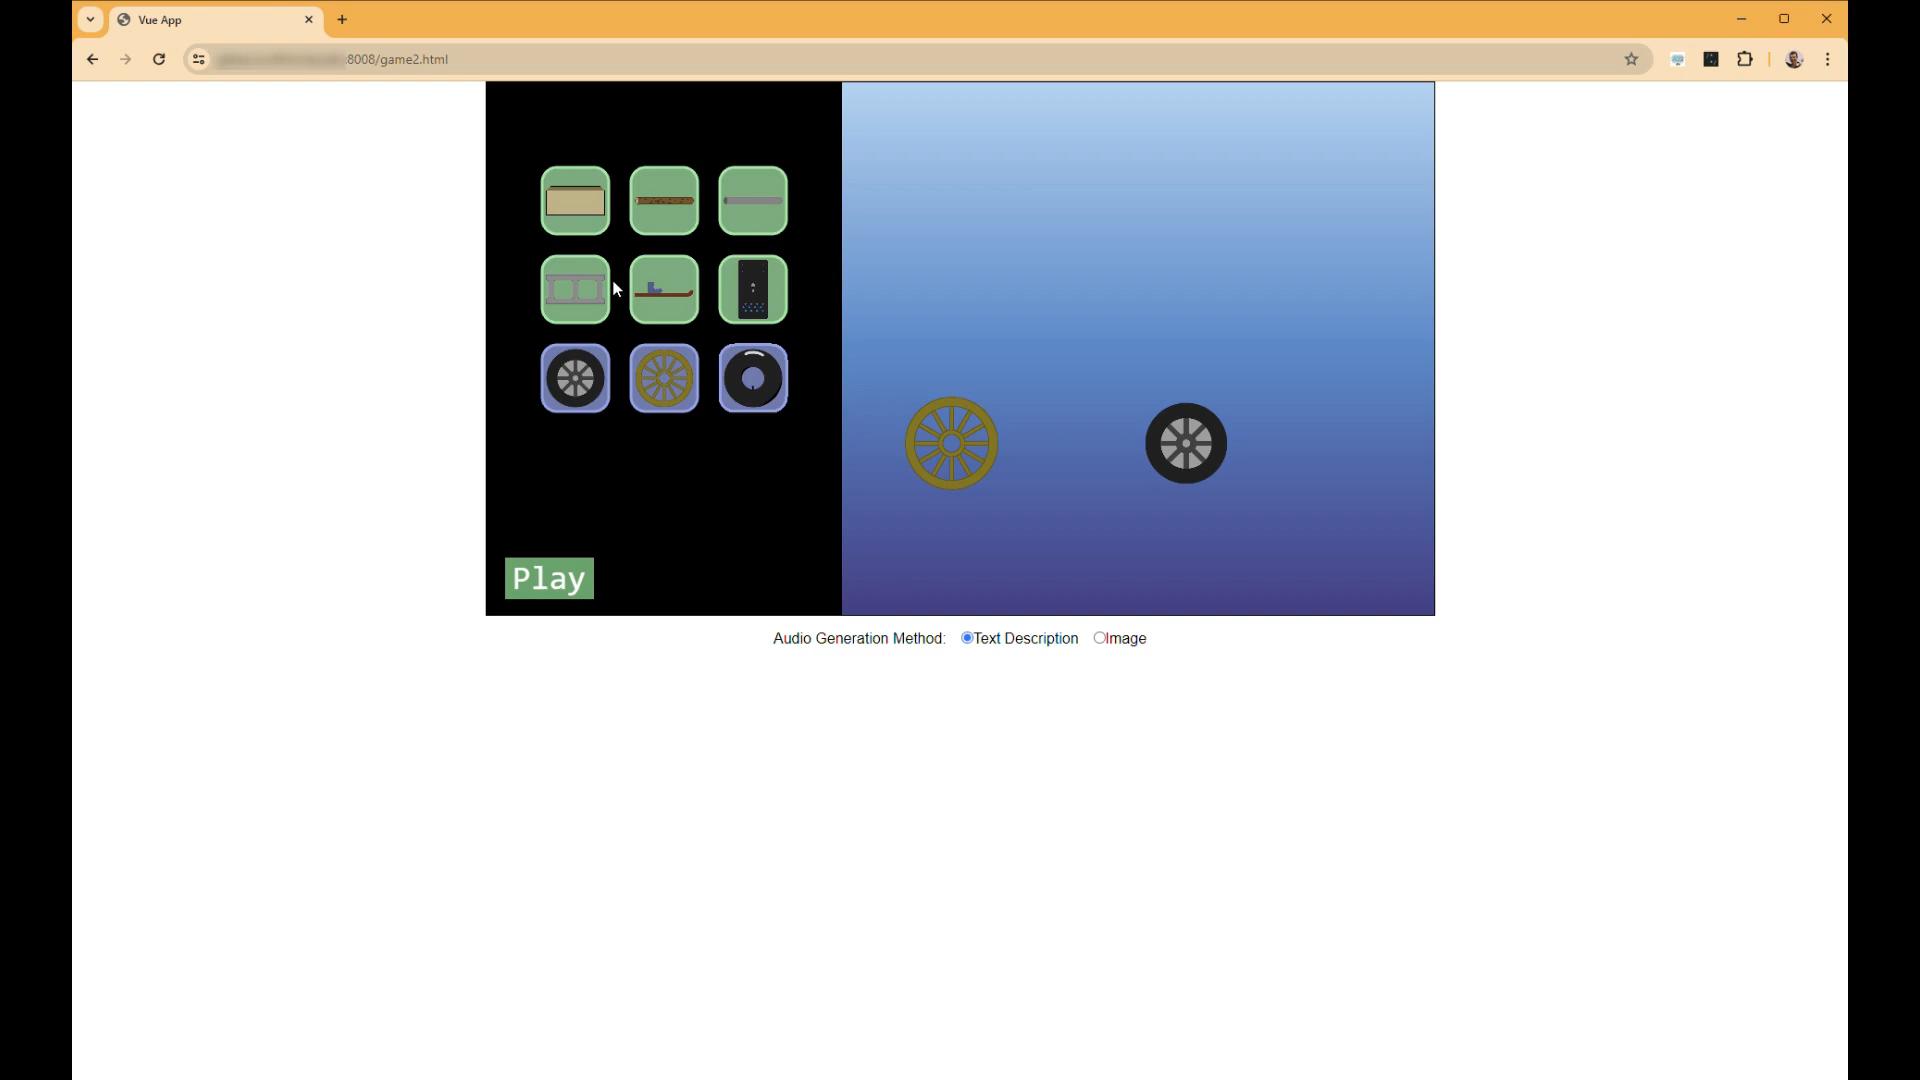 Vue App
:8008/game2.html
Play
Audio Generation Method: Text Description Image